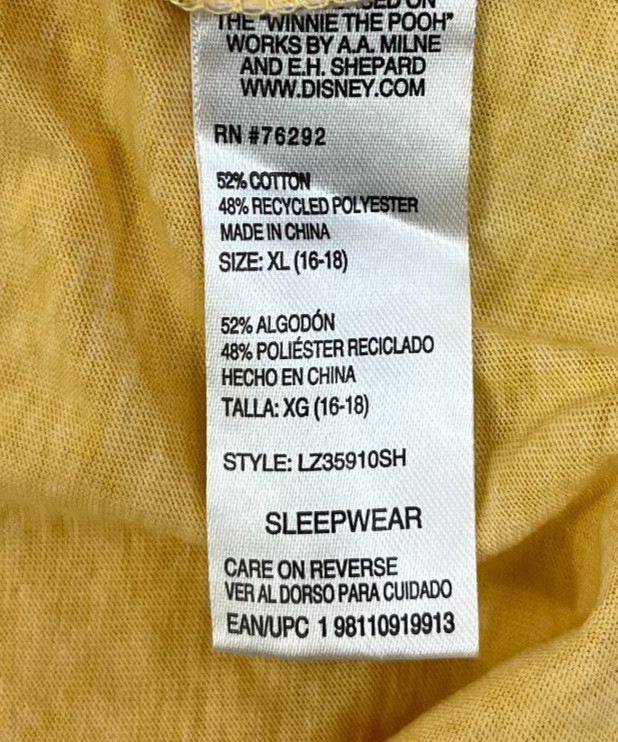 THE "WINNIE THE POOH"
WORKS BY A.A. MILNE
AND E.H. SHEPARD
WWW.DISNEY.COM
RN #76292
52% COTTON
48% RECYCLED POLYESTER
MADE IN CHINA
SIZE: XL (16-18)
52% ALGODÓN
48% POLIÉSTER RECICLADO
HECHO EN CHINA
TALLA: XG (16-18)
STYLE: LZ35910SH
SLEEPWEAR
CARE ON REVERSE
VER AL DORSO PARA CUIDADO
EAN/UPC 1 98110919913